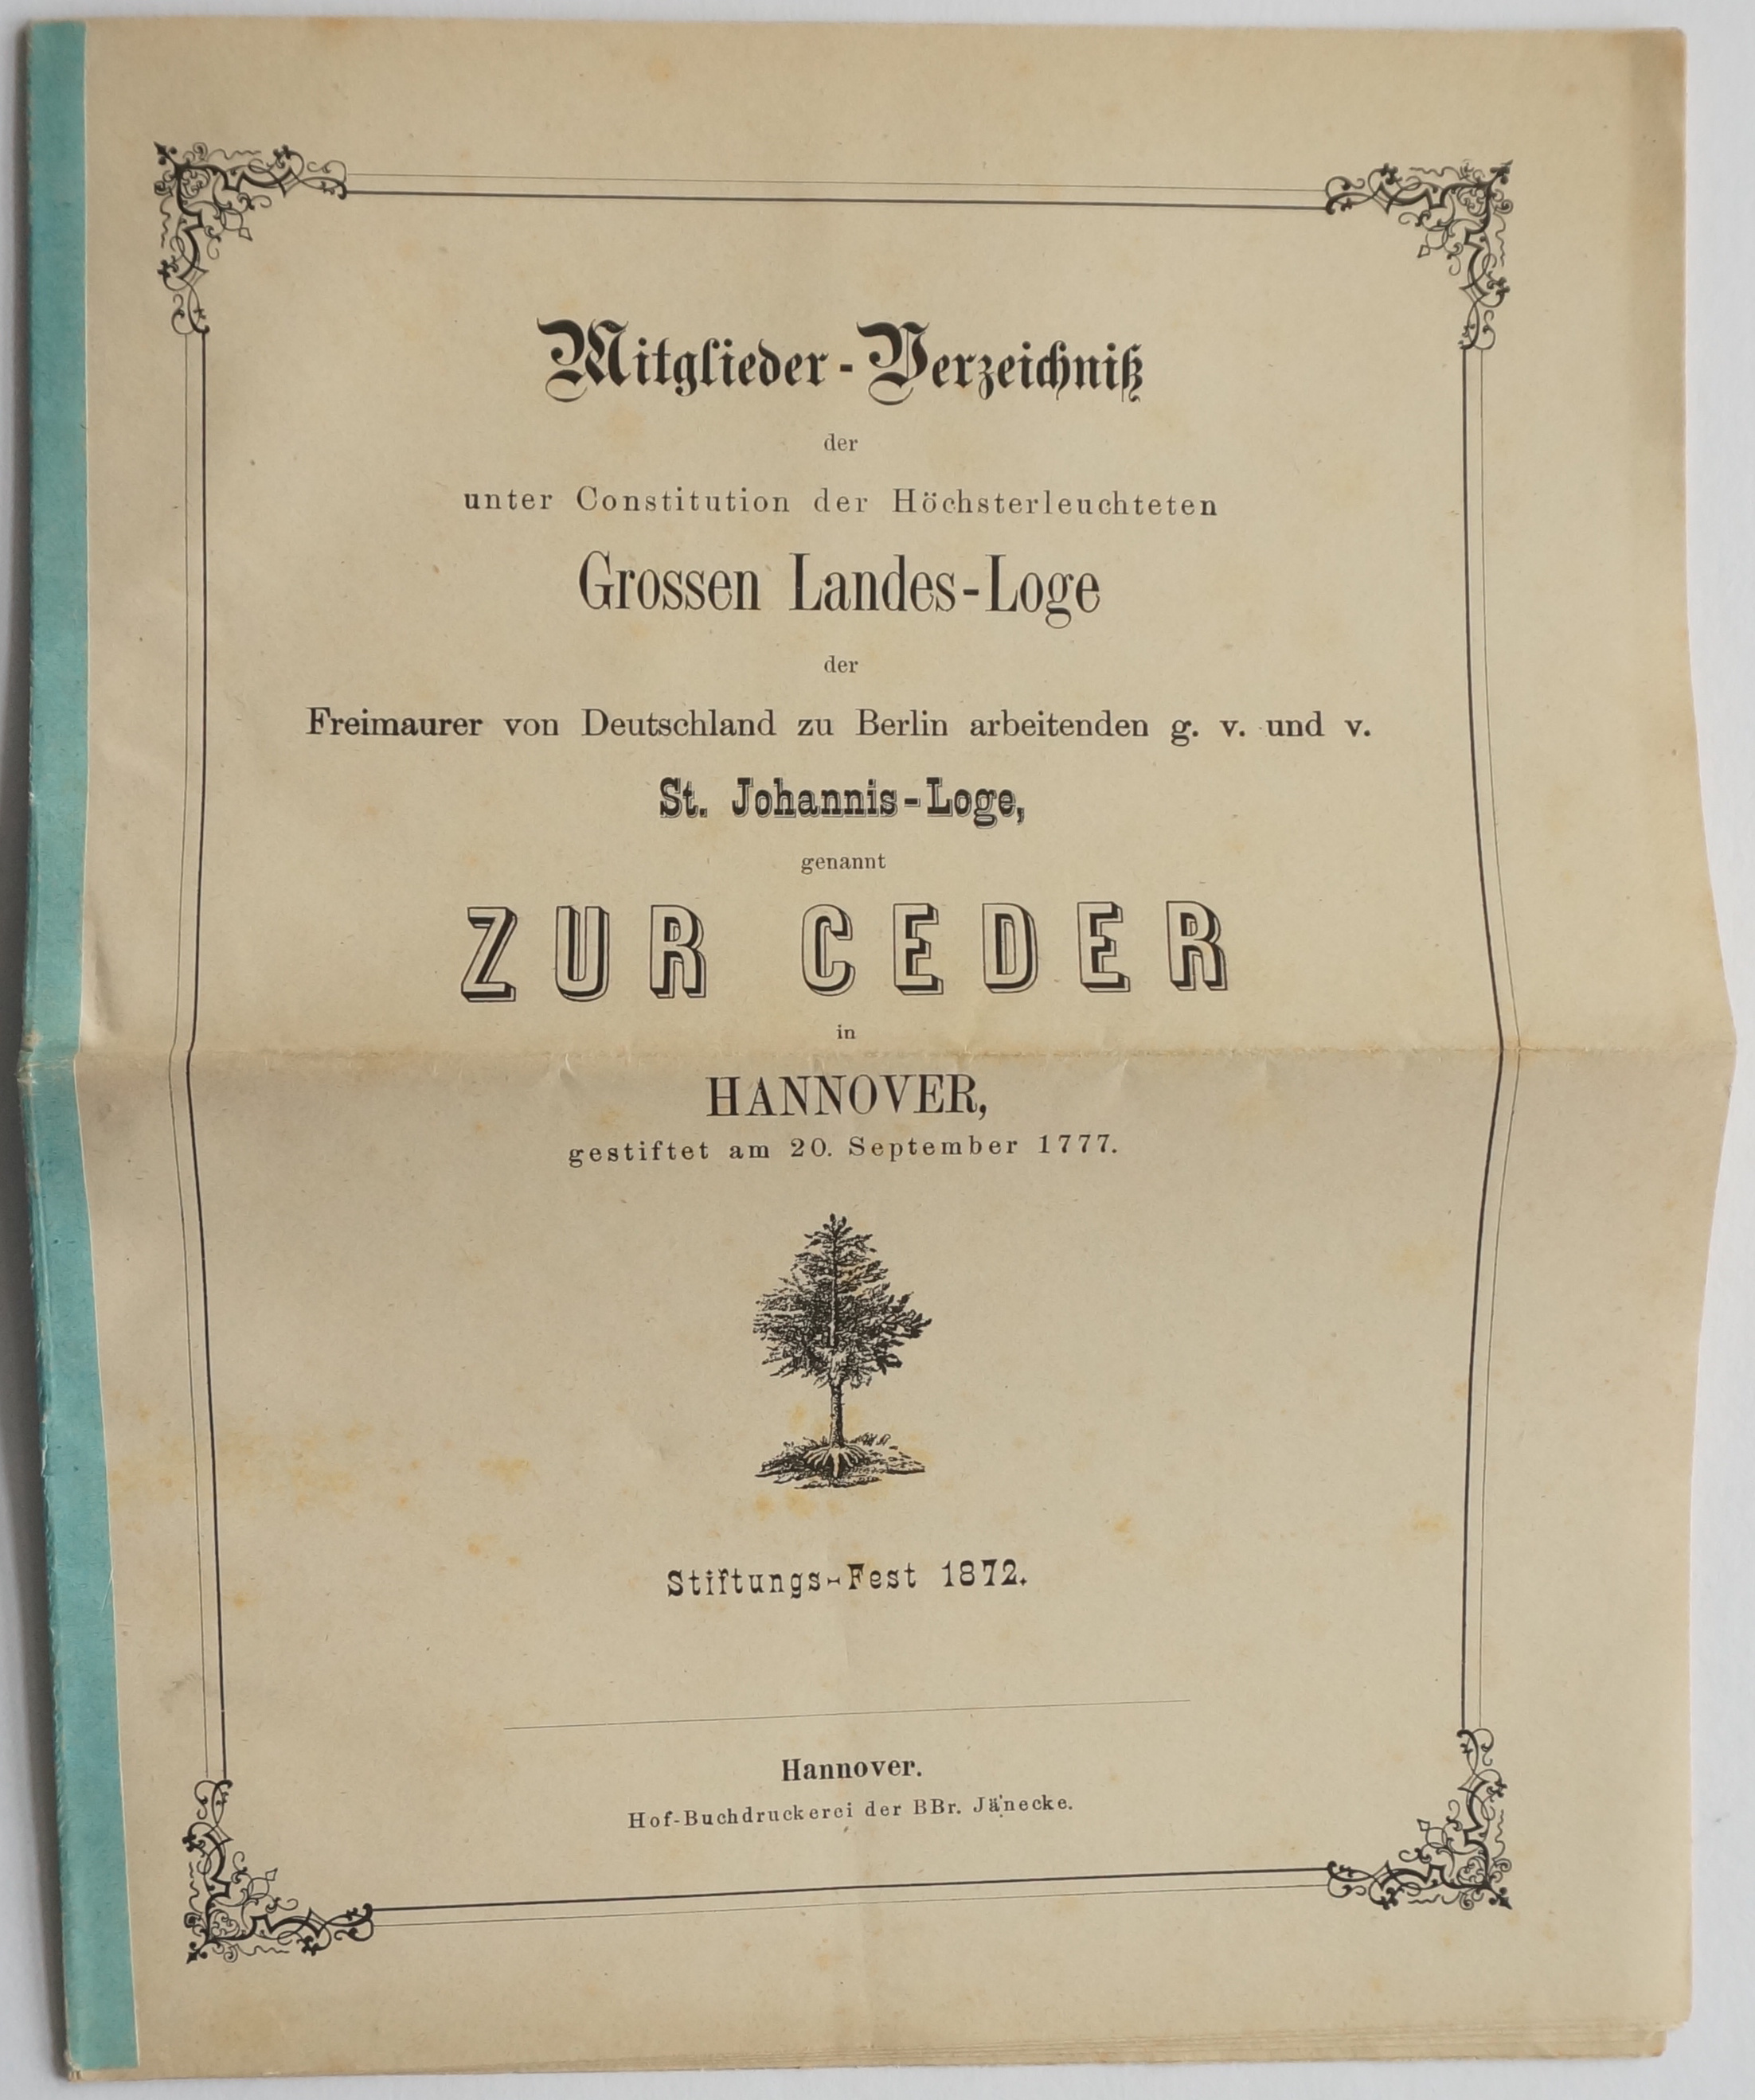 Mitglieder-Verzeichniß
der
unter Constitution der Höchsterleuchteten
Grossen Landes-Loge
der
Freimaurer von Deutschland zu Berlin arbeitenden g. v. und v.
St. Johannis-Loge,
genannt
ZUR CEDER
in
HANNOVER,
gestiftet am 20. September 1777.
Stiftungs-Fest 1872.
Hannover.
Hof-Buchdruckerei der BBr. Jänecke.